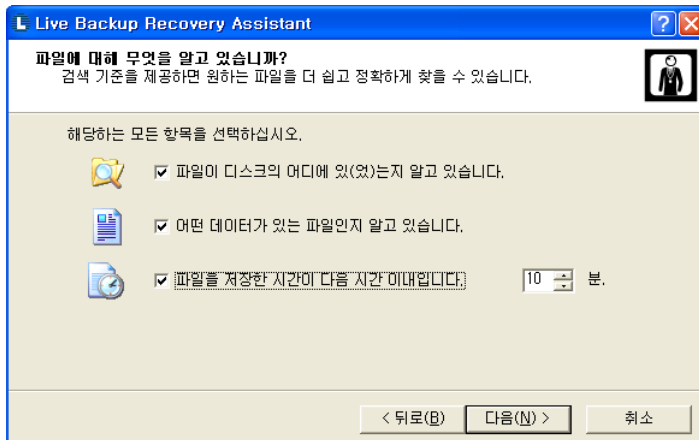 Live Backup Recovery Assistant
파일에 대해 무엇을 알고 있습니까?
검색 기준을 제공하면 원하는 파일을 더 쉽고 정확하게 찾을 수 있습니다.
해당하는 모든 항목을 선택하십시오.
파일이 디스크의 어디에 있(었)는지 알고 있습니다.
어떤 데이터가 있는 파일인지 알고 있습니다.
파일을 저장한 시간이 다음 시간 이내입니다. 10 분.
< 뒤로(B) 다음(N) > 취소